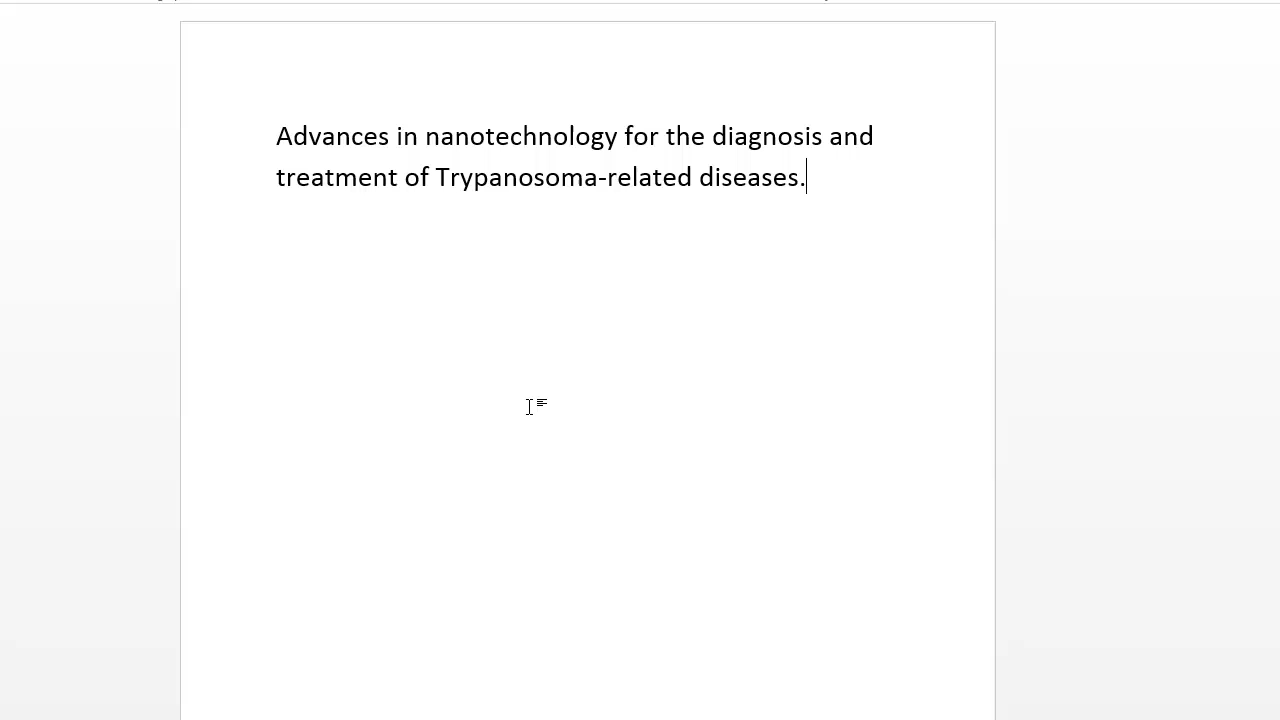 Advances in nanotechnology for the diagnosis and
treatment of Trypanosoma-related diseases.